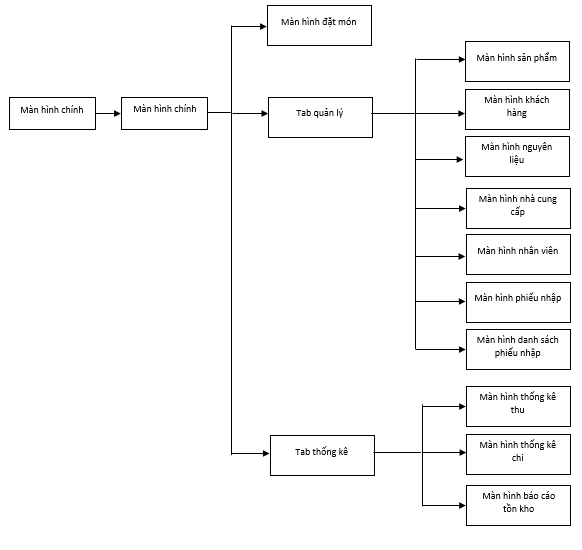 Màn hình chính
Màn hình chính
Màn hình đặt món
Tab quản lý
Màn hình sản phẩm
Màn hình khách
hàng
Màn hình nguyên
liệu
Màn hình nhà cung
cấp
Màn hình nhân viên
Màn hình phiếu nhập
Màn hình danh sách
phiếu nhập
Tab thống kê
Màn hình thống kê
thu
Màn hình thống kê
chi
Màn hình báo cáo
tồn kho